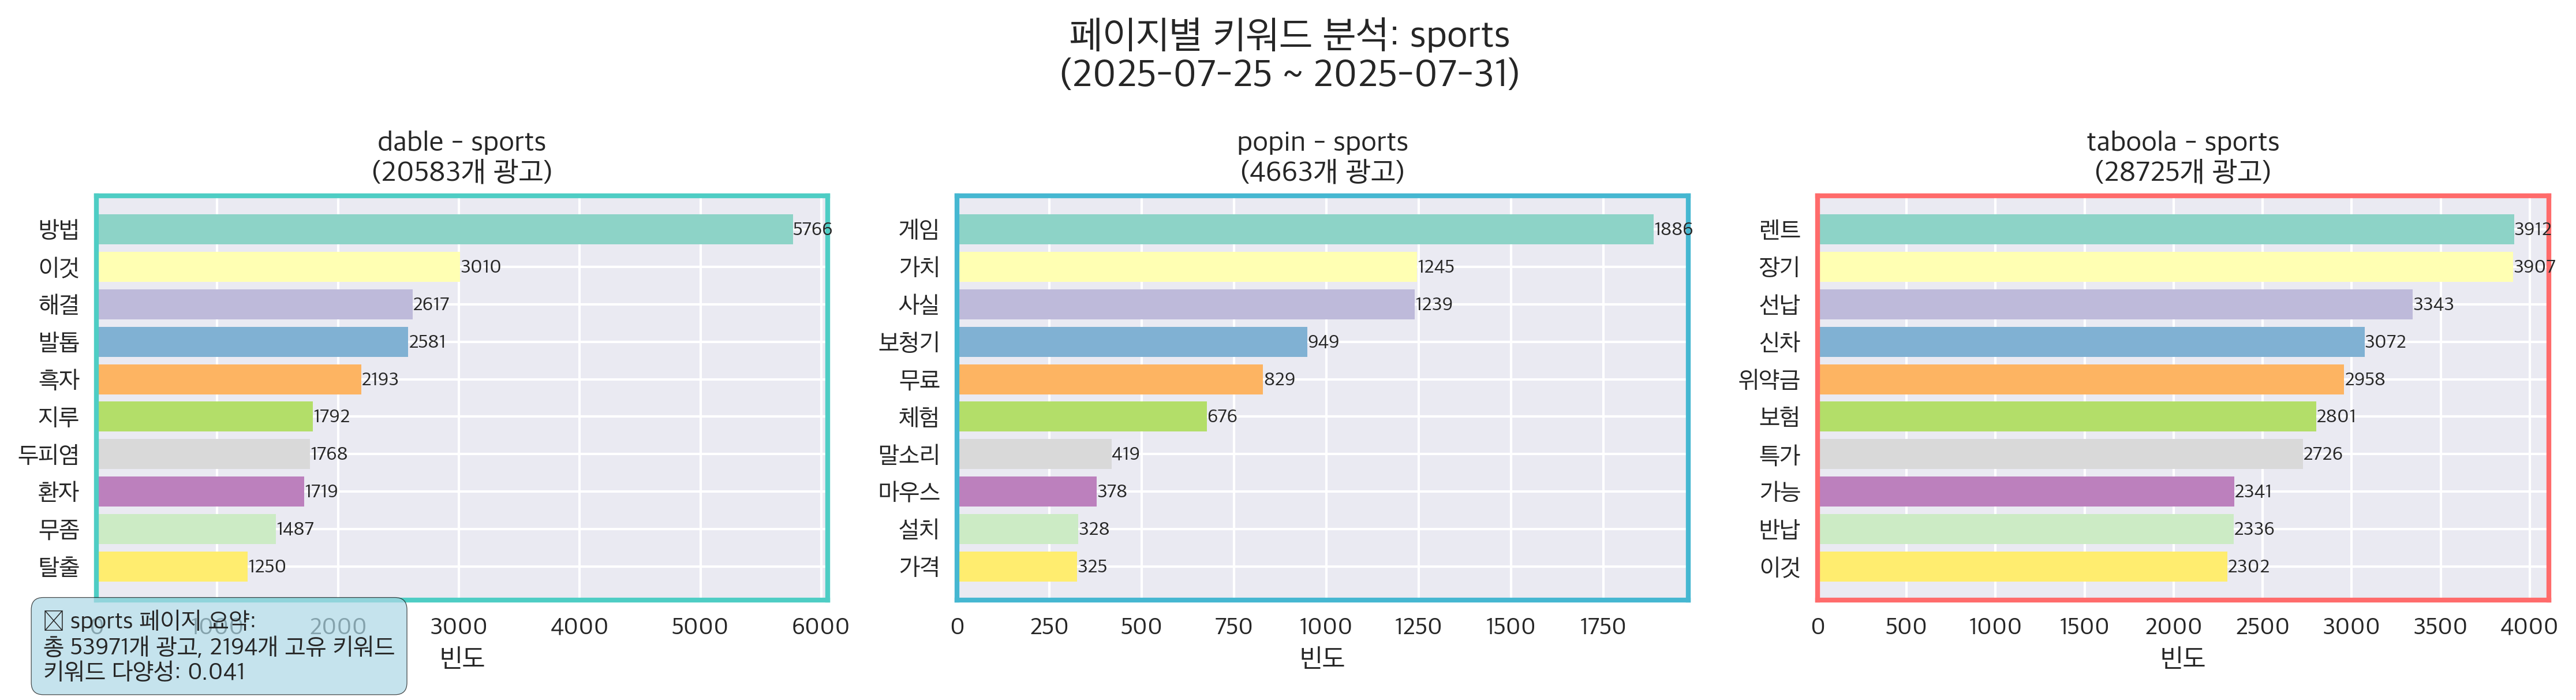 페이지별 키워드 분석: sports
(2025-07-25 ~ 2025-07-31)
dable - sports
(20583개 광고)
방법 5766
이것 3010
해결 2617
발톱 2581
흑자 2193
지루 1792
두피염 1768
환자 1719
무좀 1487
탈출 1250
0 1000 2000 3000 4000 5000 6000
빈도
popin - sports
(4663개 광고)
게임 1886
가치 1245
사실 1239
보청기 949
무료 829
체험 676
말소리 419
마우스 378
설치 328
가격 325
0 250 500 750 1000 1250 1500 1750
빈도
taboola - sports
(28725개 광고)
렌트 3912
장기 3907
선납 3343
신차 3072
위약금 2958
보험 2801
특가 2726
가능 2341
반납 2336
이것 2302
0 500 1000 1500 2000 2500 3000 3500 4000
빈도
sports 페이지 요약:
총 53971개 광고, 2194개 고유 키워드
키워드 다양성: 0.041